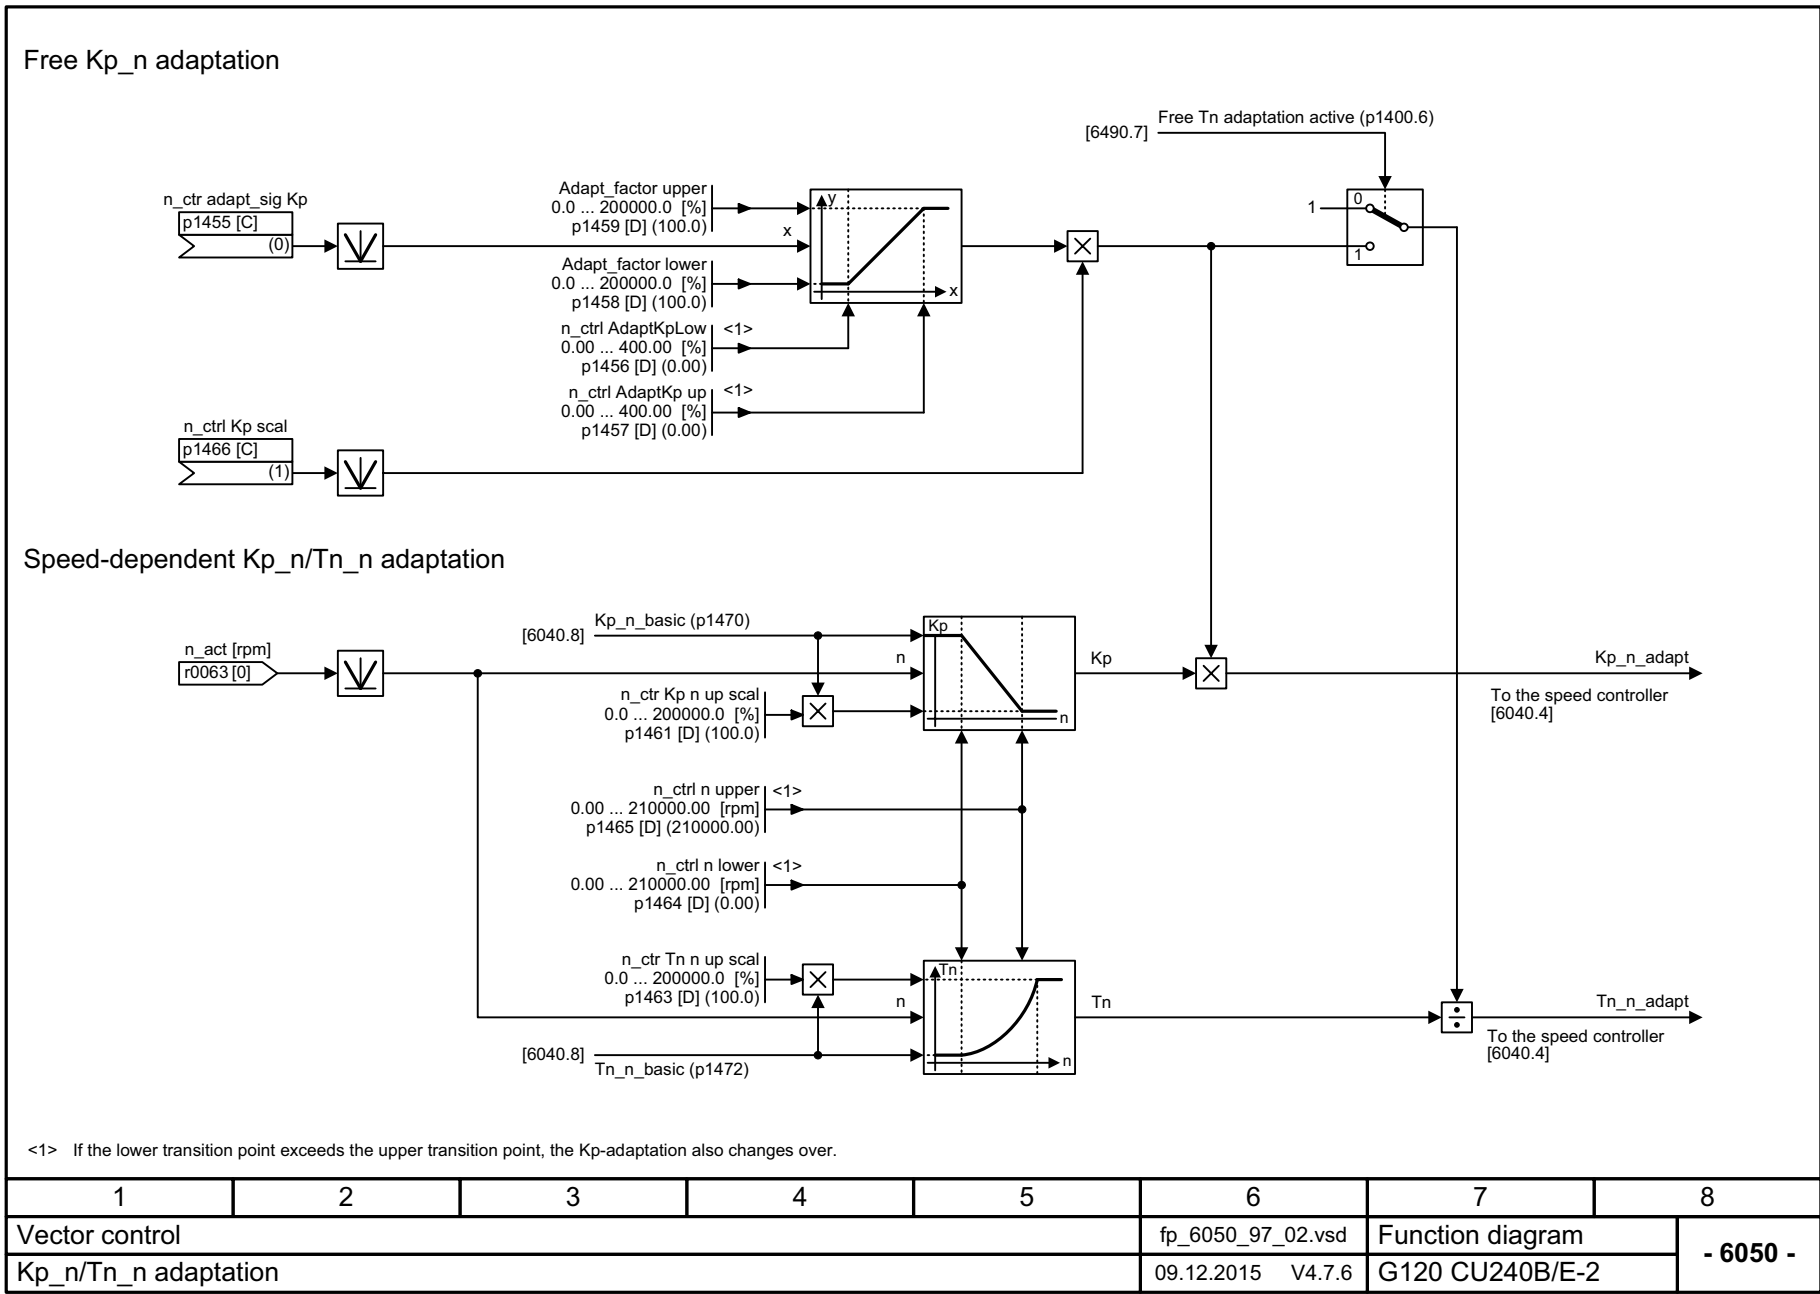 Free Kp_n adaptation
Free Tn adaptation active (p1400.6)
[6490.7]
n_ctr adapt_sig Kp
p1455 [C]
(0)
Adapt_factor upper
0.0 ... 200000.0 [%]
p1459 [D] (100.0)
x
Adapt_factor lower
0.0 ... 200000.0 [%]
p1458 [D] (100.0)
y
x
1
0
1
n_ctrl AdaptKpLow <1>
0.00 ... 400.00 [%]
p1456 [D] (0.00)
n_ctrl AdaptKp up <1>
0.00 ... 400.00 [%]
p1457 [D] (0.00)
n_ctrl Kp scal
p1466 [C]
(1)
Speed-dependent Kp_n/Tn_n adaptation
Kp_n_basic (p1470)
[6040.8]
n_act [rpm]
r0063 [0]
n
Kp
n
Kp
Kp_n_adapt
To the speed controller
[6040.4]
n_ctr Kp n up scal
0.0 ... 200000.0 [%]
p1461 [D] (100.0)
n_ctrl n upper <1>
0.00 ... 210000.00 [rpm]
p1465 [D] (210000.00)
n_ctrl n lower <1>
0.00 ... 210000.00 [rpm]
p1464 [D] (0.00)
n_ctr Tn n up scal
0.0 ... 200000.0 [%]
p1463 [D] (100.0)
n
Tn
n
Tn
Tn_n_adapt
To the speed controller
[6040.4]
[6040.8]
Tn_n_basic (p1472)
<1> If the lower transition point exceeds the upper transition point, the Kp-adaptation also changes over.
1 2 3 4 5 6 7 8
Vector control fp_6050_97_02.vsd Function diagram
- 6050 -
Kp_n/Tn_n adaptation 09.12.2015 V4.7.6 G120 CU240B/E-2